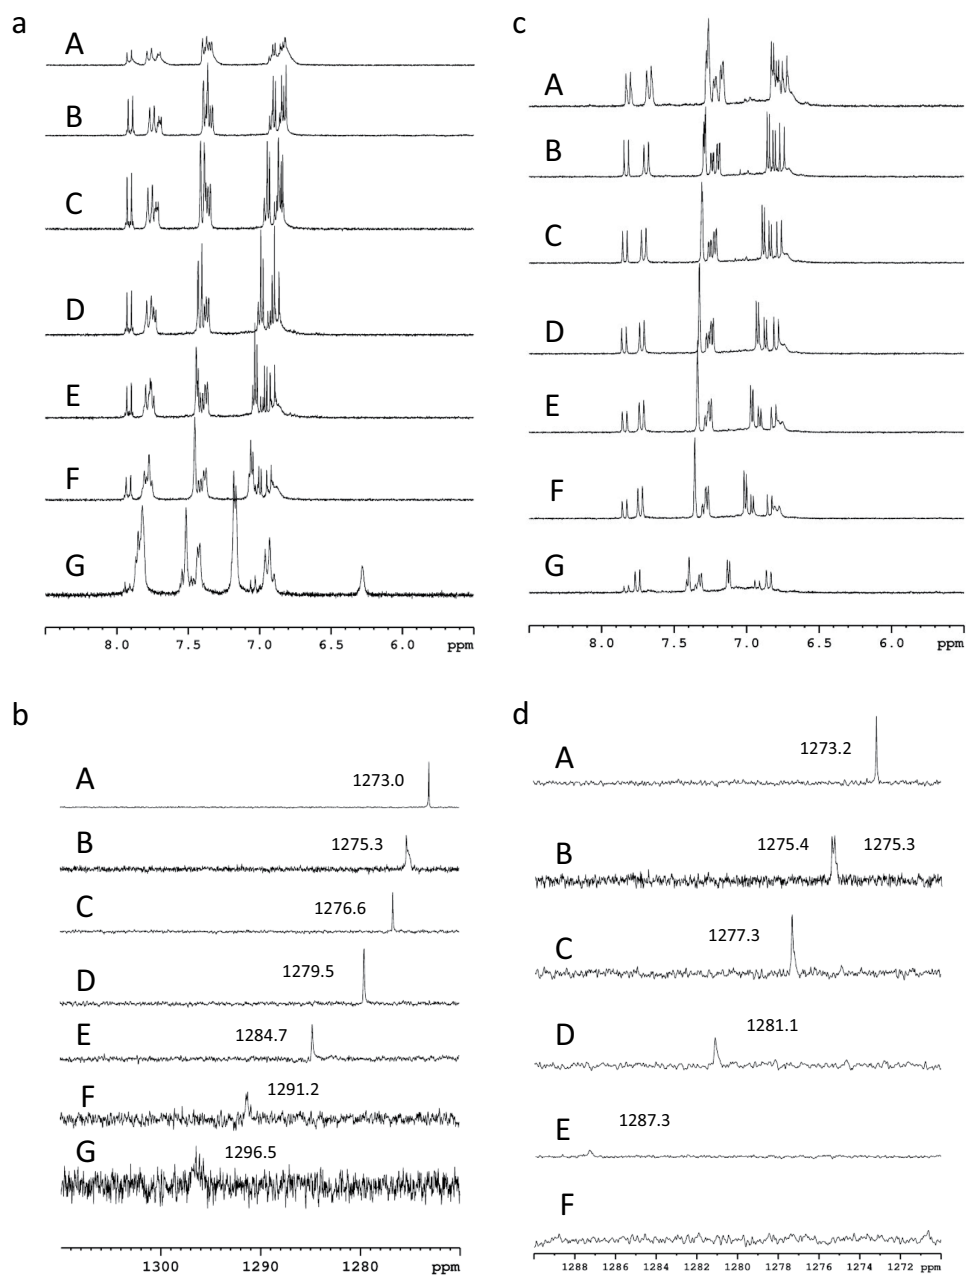 a
A
B
C
D
E
F
G
8.0 7.5 7.0 6.5 6.0 ppm
c
A
B
C
D
E
F
G
8.0 7.5 7.0 6.5 6.0 ppm
b
A 1273.0
B 1275.3
C 1276.6
D 1279.5
E 1284.7
F 1291.2
G 1296.5
1300 1290 1280 ppm
d
A 1273.2
B 1275.4 1275.3
C 1277.3
D 1281.1
E 1287.3
F
1288 1286 1284 1282 1280 1278 1276 1274 1272 ppm